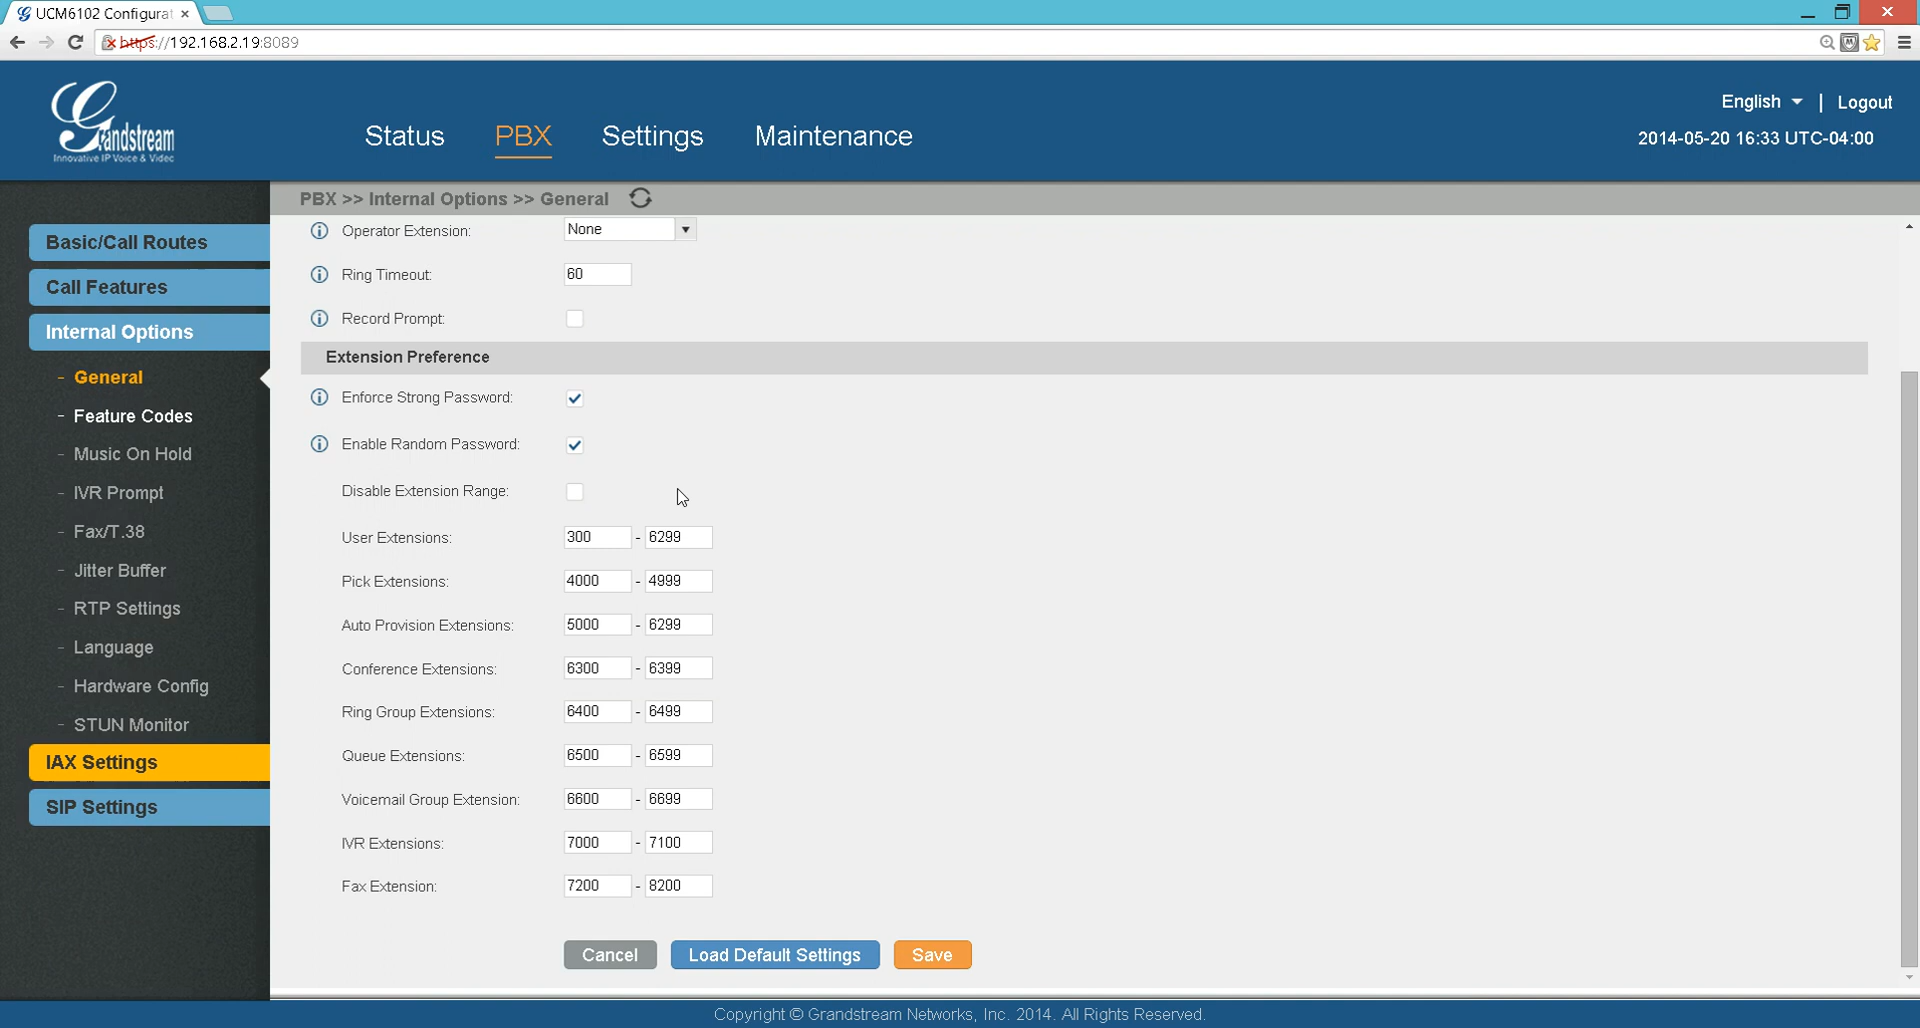 UCM6102 Configurat
https://192.168.2.19:8089
Grandstream
Innovative IP Voice & Video
Status PBX Settings Maintenance
English | Logout
2014-05-20 16:33 UTC-04:00
PBX >> Internal Options >> General
Basic/Call Routes
Call Features
Internal Options
- General
- Feature Codes
- Music On Hold
- IVR Prompt
- Fax/T.38
- Jitter Buffer
- RTP Settings
- Language
- Hardware Config
- STUN Monitor
IAX Settings
SIP Settings
Operator Extension: None
Ring Timeout: 60
Record Prompt:
Extension Preference
Enforce Strong Password:
Enable Random Password:
Disable Extension Range:
User Extensions: 300 - 6299
Pick Extensions: 4000 - 4999
Auto Provision Extensions: 5000 - 6299
Conference Extensions: 6300 - 6399
Ring Group Extensions: 6400 - 6499
Queue Extensions: 6500 - 6599
Voicemail Group Extension: 6600 - 6699
IVR Extensions: 7000 - 7100
Fax Extension: 7200 - 8200
Cancel Load Default Settings Save
Copyright © Grandstream Networks, Inc. 2014. All Rights Reserved.